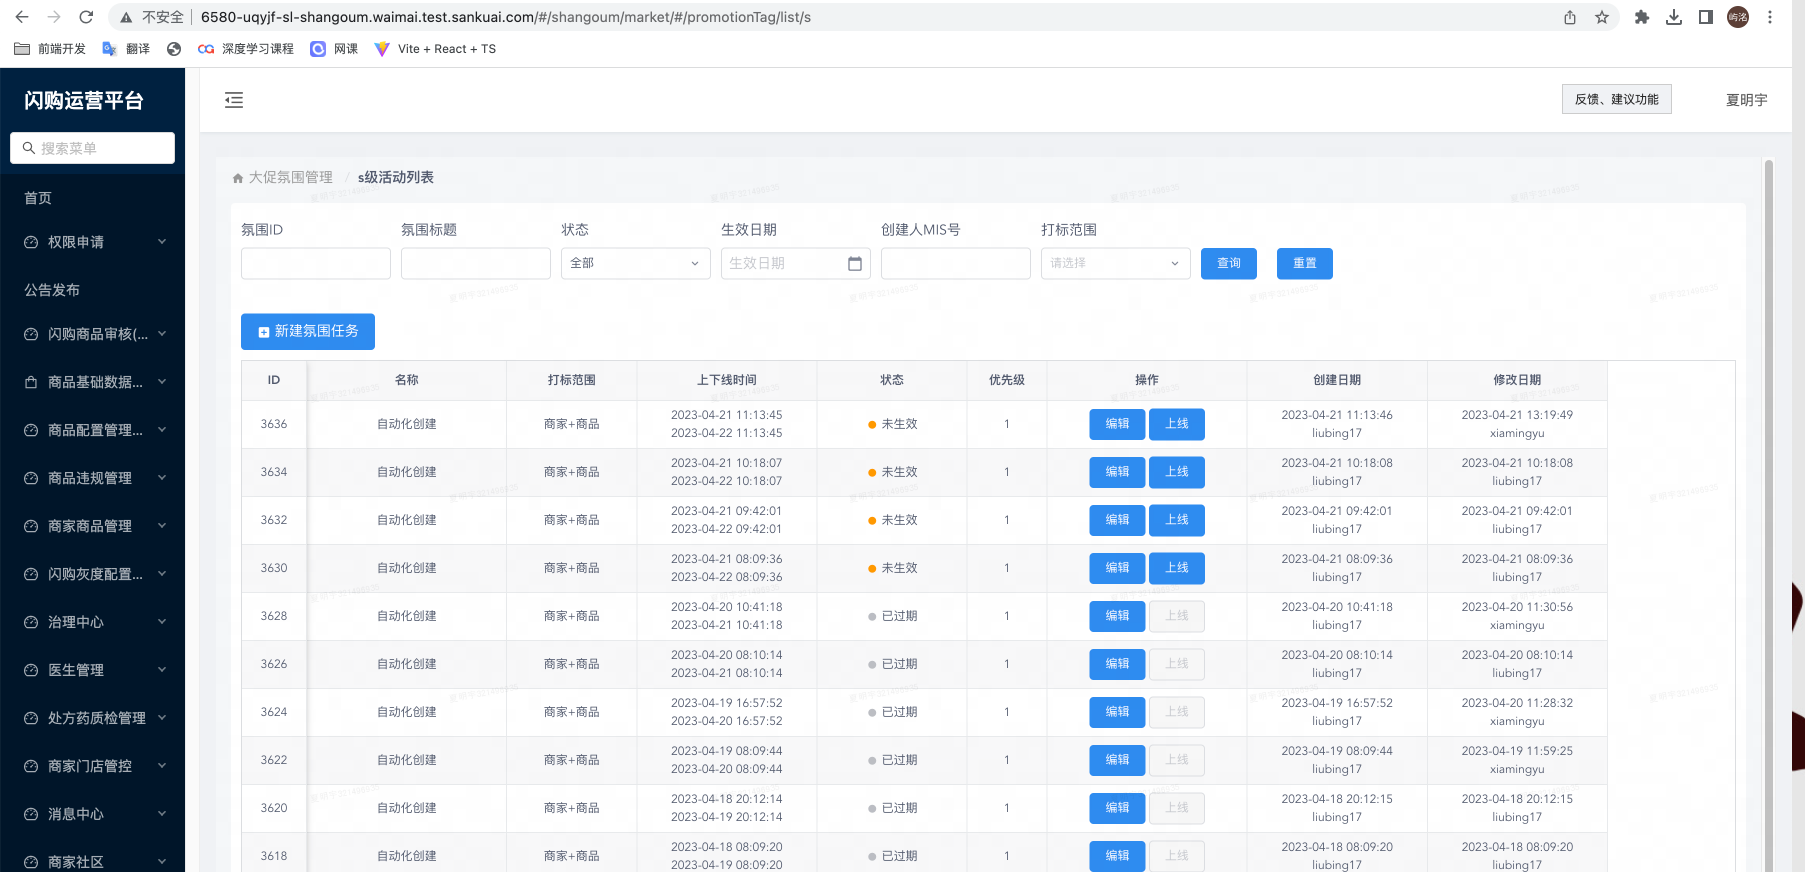 不安全
6580-uqyjf-sl-shangoum.waimai.test.sankuai.com/#/shangoum/market/#/promotionTag/list/s
屿洺
前端开发
翻译
深度学习课程
网课
Vite + React + TS
闪购运营平台
搜索菜单
首页
权限申请
公告发布
闪购商品审核(...
商品基础数据...
商品配置管理...
商品违规管理
商家商品管理
闪购灰度配置...
治理中心
医生管理
处方药质检管理
商家门店管控
消息中心
商家社区
反馈、建议功能
夏明宇
大促氛围管理 / s级活动列表
氛围ID 氛围标题 状态 生效日期 创建人MIS号 打标范围
全部 生效日期 请选择 查询 重置
新建氛围任务
ID 名称 打标范围 上下线时间 状态 优先级 操作 创建日期 修改日期
3636 自动化创建 商家+商品 2023-04-21 11:13:45 未生效 1 编辑 上线 2023-04-21 11:13:46 2023-04-21 13:19:49
2023-04-22 11:13:45 liubing17 xiamingyu
3634 自动化创建 商家+商品 2023-04-21 10:18:07 未生效 1 编辑 上线 2023-04-21 10:18:08 2023-04-21 10:18:08
2023-04-22 10:18:07 liubing17 liubing17
3632 自动化创建 商家+商品 2023-04-21 09:42:01 未生效 1 编辑 上线 2023-04-21 09:42:01 2023-04-21 09:42:01
2023-04-22 09:42:01 liubing17 liubing17
3630 自动化创建 商家+商品 2023-04-21 08:09:36 未生效 1 编辑 上线 2023-04-21 08:09:36 2023-04-21 08:09:36
2023-04-22 08:09:36 liubing17 liubing17
3628 自动化创建 商家+商品 2023-04-20 10:41:18 已过期 1 编辑 上线 2023-04-20 10:41:18 2023-04-20 11:30:56
2023-04-21 10:41:18 liubing17 xiamingyu
3626 自动化创建 商家+商品 2023-04-20 08:10:14 已过期 1 编辑 上线 2023-04-20 08:10:14 2023-04-20 08:10:14
2023-04-21 08:10:14 liubing17 liubing17
3624 自动化创建 商家+商品 2023-04-19 16:57:52 已过期 1 编辑 上线 2023-04-19 16:57:52 2023-04-20 11:28:32
2023-04-20 16:57:52 liubing17 xiamingyu
3622 自动化创建 商家+商品 2023-04-19 08:09:44 已过期 1 编辑 上线 2023-04-19 08:09:44 2023-04-19 11:59:25
2023-04-20 08:09:44 liubing17 xiamingyu
3620 自动化创建 商家+商品 2023-04-18 20:12:14 已过期 1 编辑 上线 2023-04-18 20:12:15 2023-04-18 20:12:15
2023-04-19 20:12:14 liubing17 liubing17
3618 自动化创建 商家+商品 2023-04-18 08:09:20 已过期 1 编辑 上线 2023-04-18 08:09:20 2023-04-18 08:09:20
2023-04-19 08:09:20 liubing17 liubing17